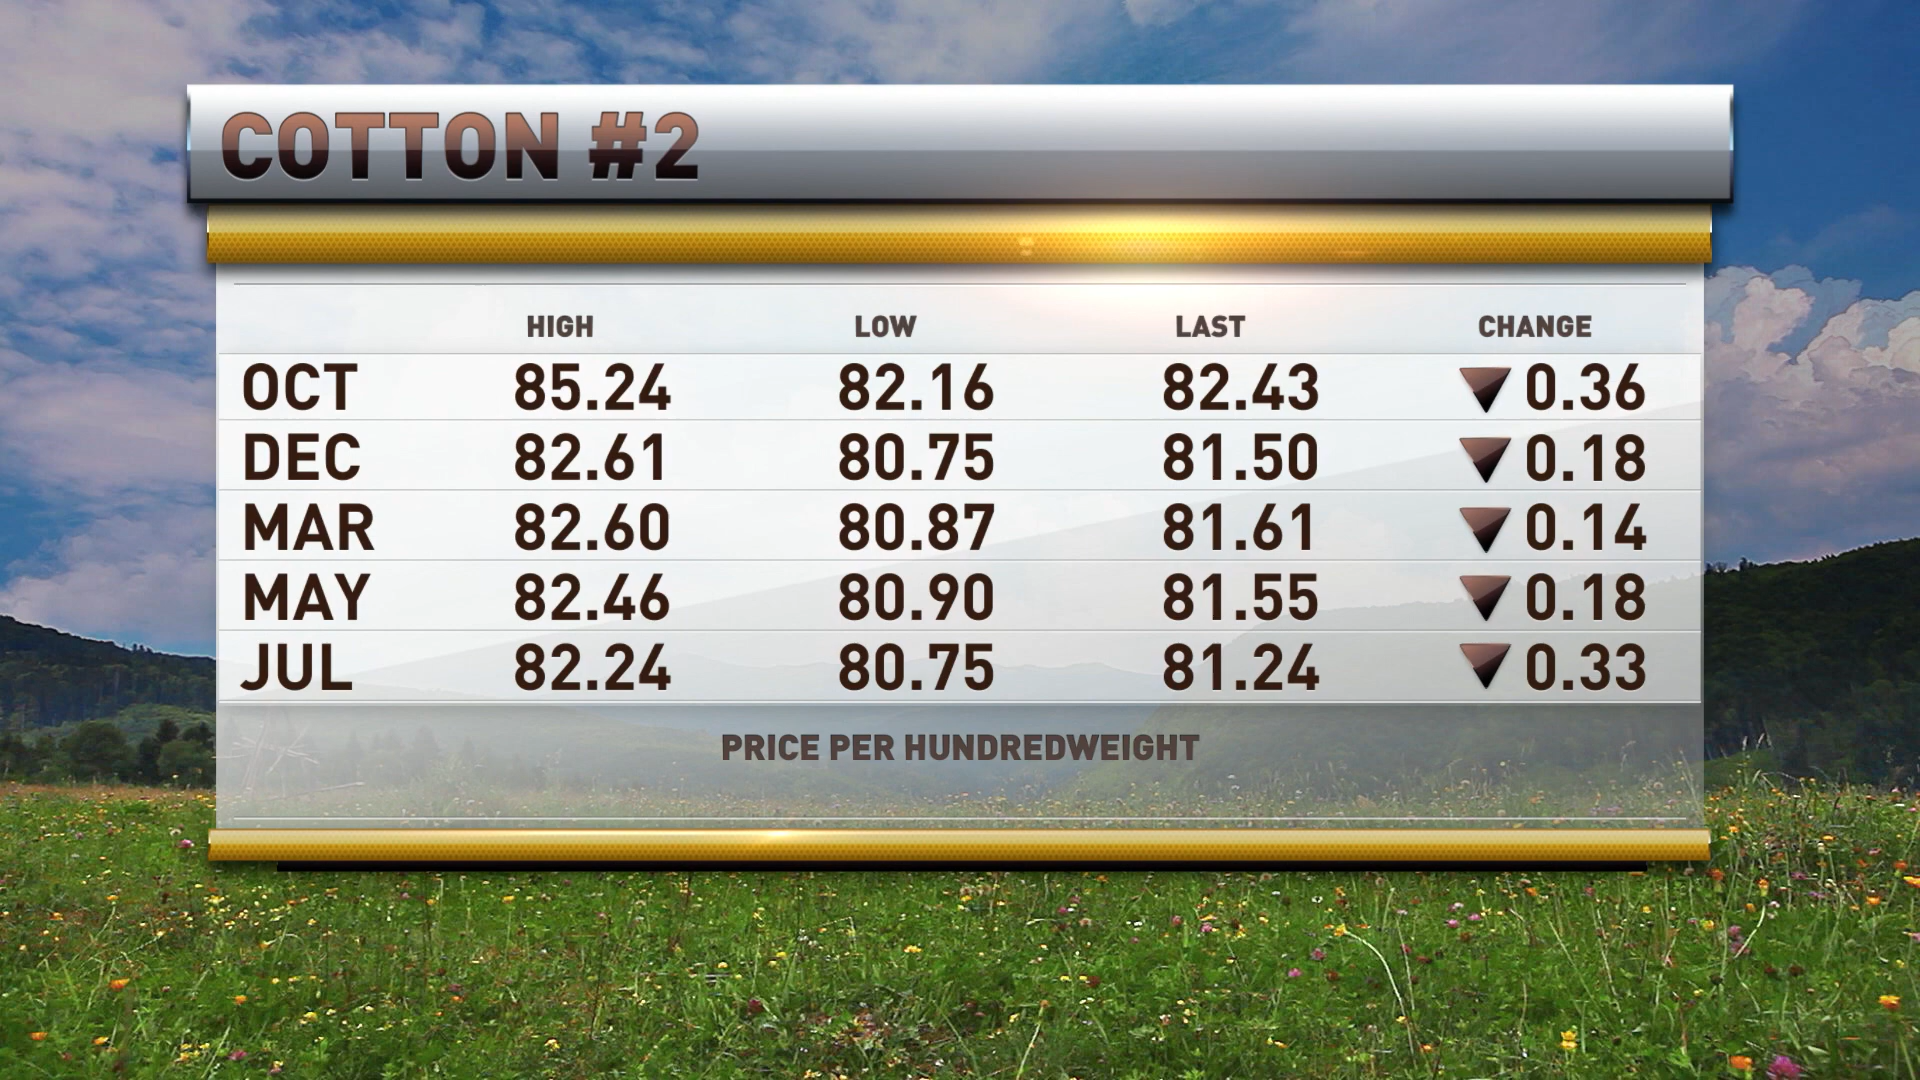 COTTON #2
HIGH LOW LAST CHANGE
OCT 85.24 82.16 82.43 ▼ 0.36
DEC 82.61 80.75 81.50 ▼ 0.18
MAR 82.60 80.87 81.61 ▼ 0.14
MAY 82.46 80.90 81.55 ▼ 0.18
JUL 82.24 80.75 81.24 ▼ 0.33
PRICE PER HUNDREDWEIGHT